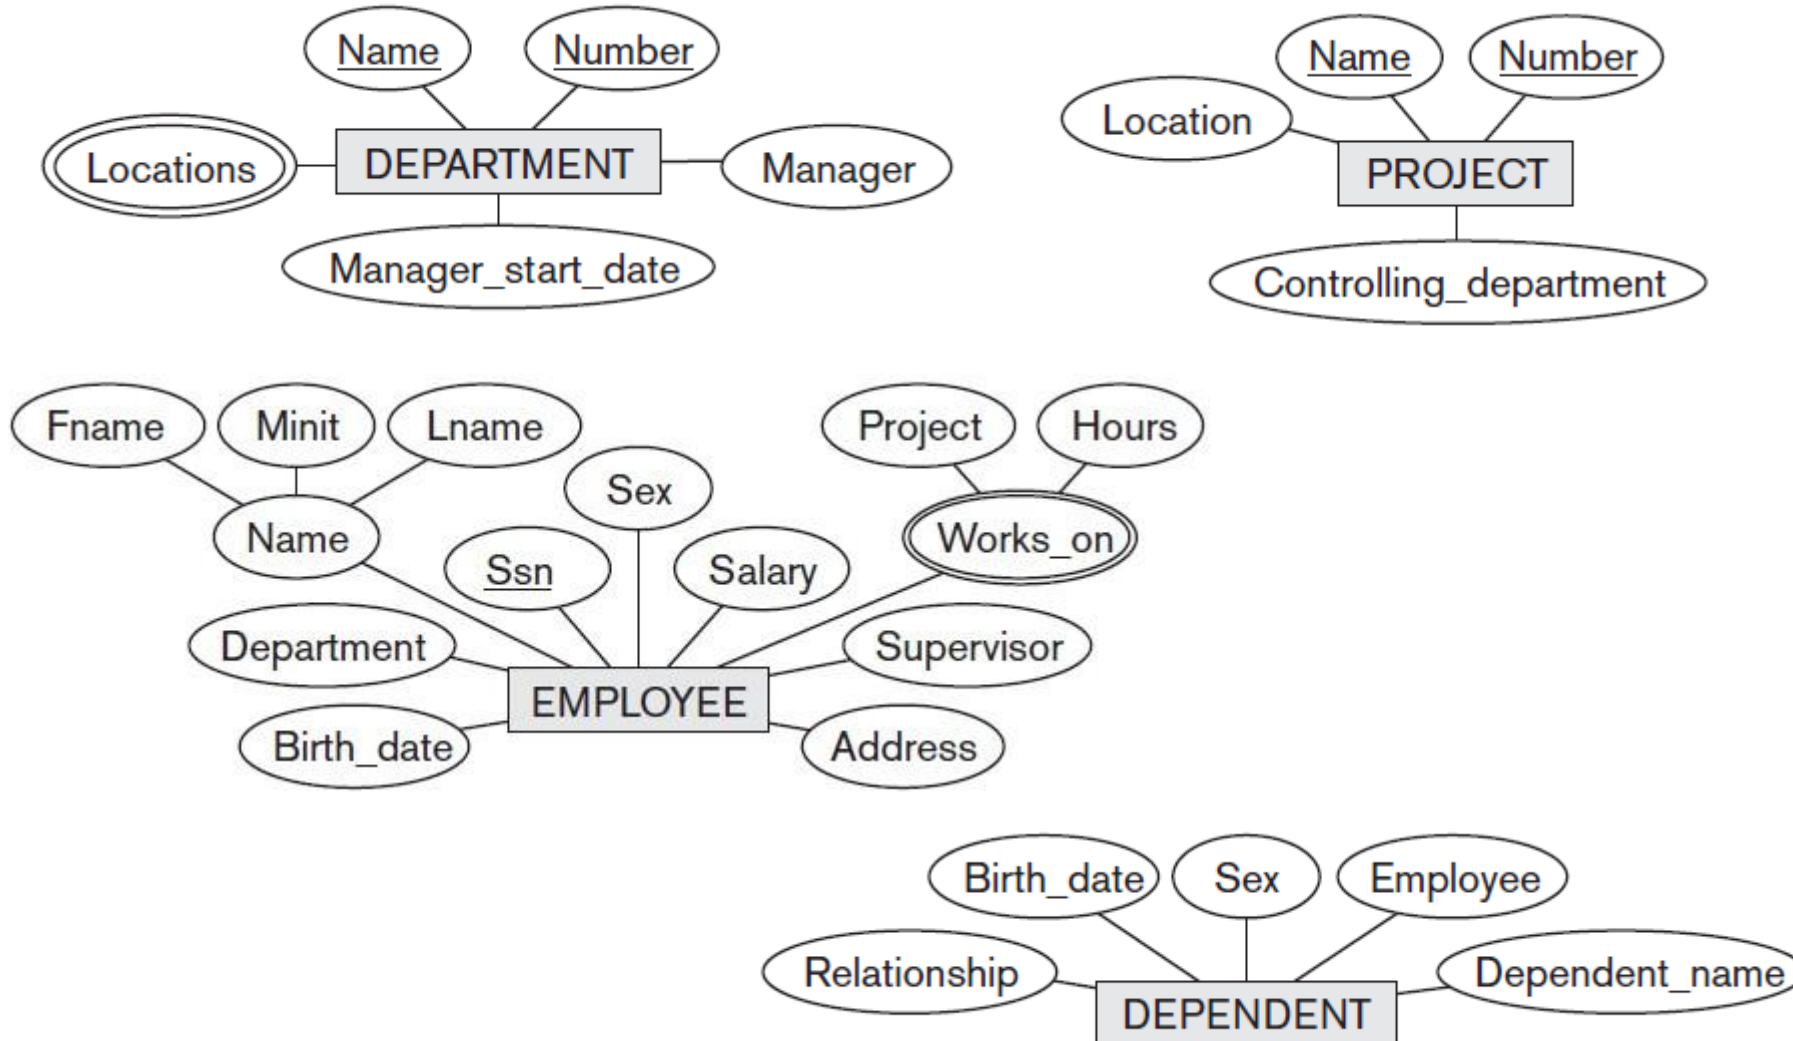 Name
Number
Locations
DEPARTMENT
Manager
Manager_start_date
Name
Number
Location
PROJECT
Controlling_department
Fname
Minit
Lname
Name
Sex
Ssn
Salary
Project
Hours
Works_on
Department
Supervisor
EMPLOYEE
Birth_date
Address
Birth_date
Sex
Employee
Relationship
Dependent_name
DEPENDENT